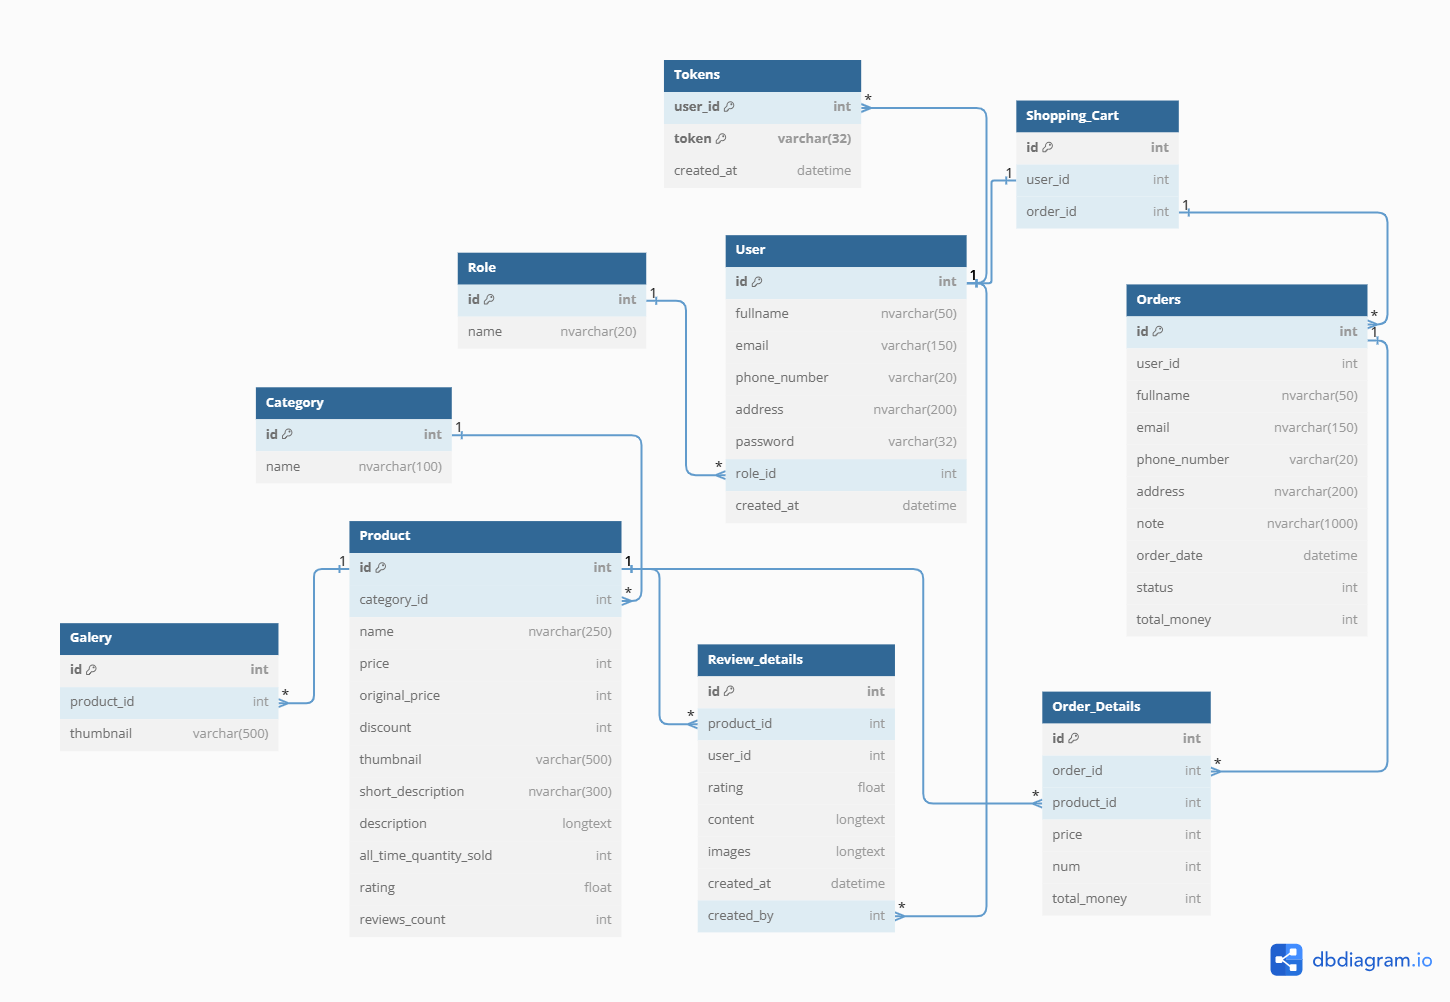 Tokens
user_id int
token varchar(32)
created_at datetime
*
Shopping_Cart
id int
user_id int
order_id int
1
1
Role
id int
name nvarchar(20)
1
User
id int
fullname nvarchar(50)
email varchar(150)
phone_number varchar(20)
address nvarchar(200)
password varchar(32)
role_id int
created_at datetime
1
*
Orders
id int
user_id int
fullname nvarchar(50)
email nvarchar(150)
phone_number varchar(20)
address nvarchar(200)
note nvarchar(1000)
order_date datetime
status int
total_money int
*
1
Category
id int
name nvarchar(100)
1
Product
id int
category_id int
name nvarchar(250)
price int
original_price int
discount int
thumbnail varchar(500)
short_description nvarchar(300)
description longtext
all_time_quantity_sold int
rating float
reviews_count int
1
1
*
Galery
id int
product_id int
thumbnail varchar(500)
*
Review_details
id int
product_id int
user_id int
rating float
content longtext
images longtext
created_at datetime
created_by int
*
*
Order_Details
id int
order_id int
product_id int
price int
num int
total_money int
*
*
dbdiagram.io